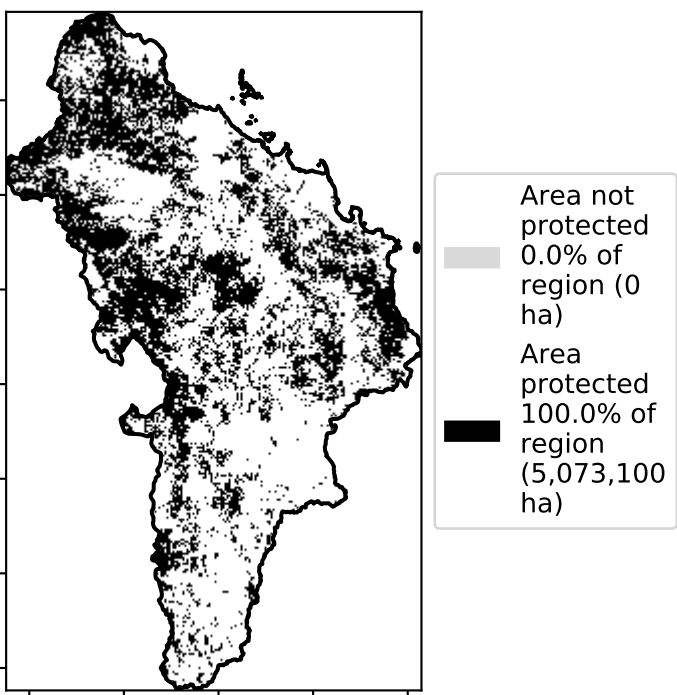 Area not
protected
0.0% of
region (0
ha)
Area
protected
100.0% of
region
(5,073,100
ha)